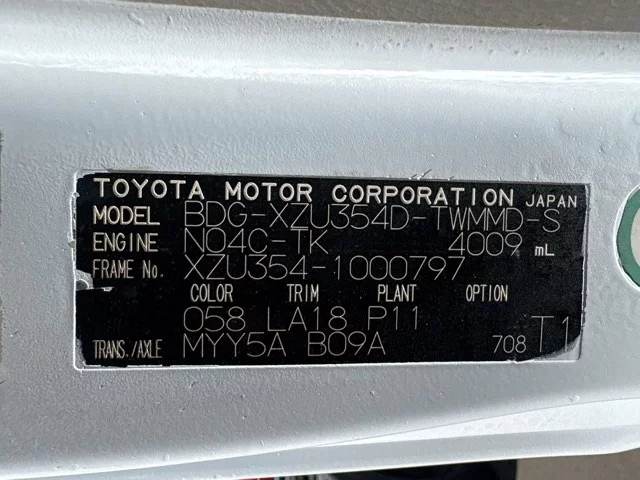 TOYOTA MOTOR CORPORATION JAPAN
MODEL BDG-XZU354D-TWMMD-S
ENGINE N04C-TK 4009 mL
FRAME No. XZU354-1000797
COLOR TRIM PLANT OPTION
058 LA18 P11
TRANS./AXLE MYY5A B09A 708 T1